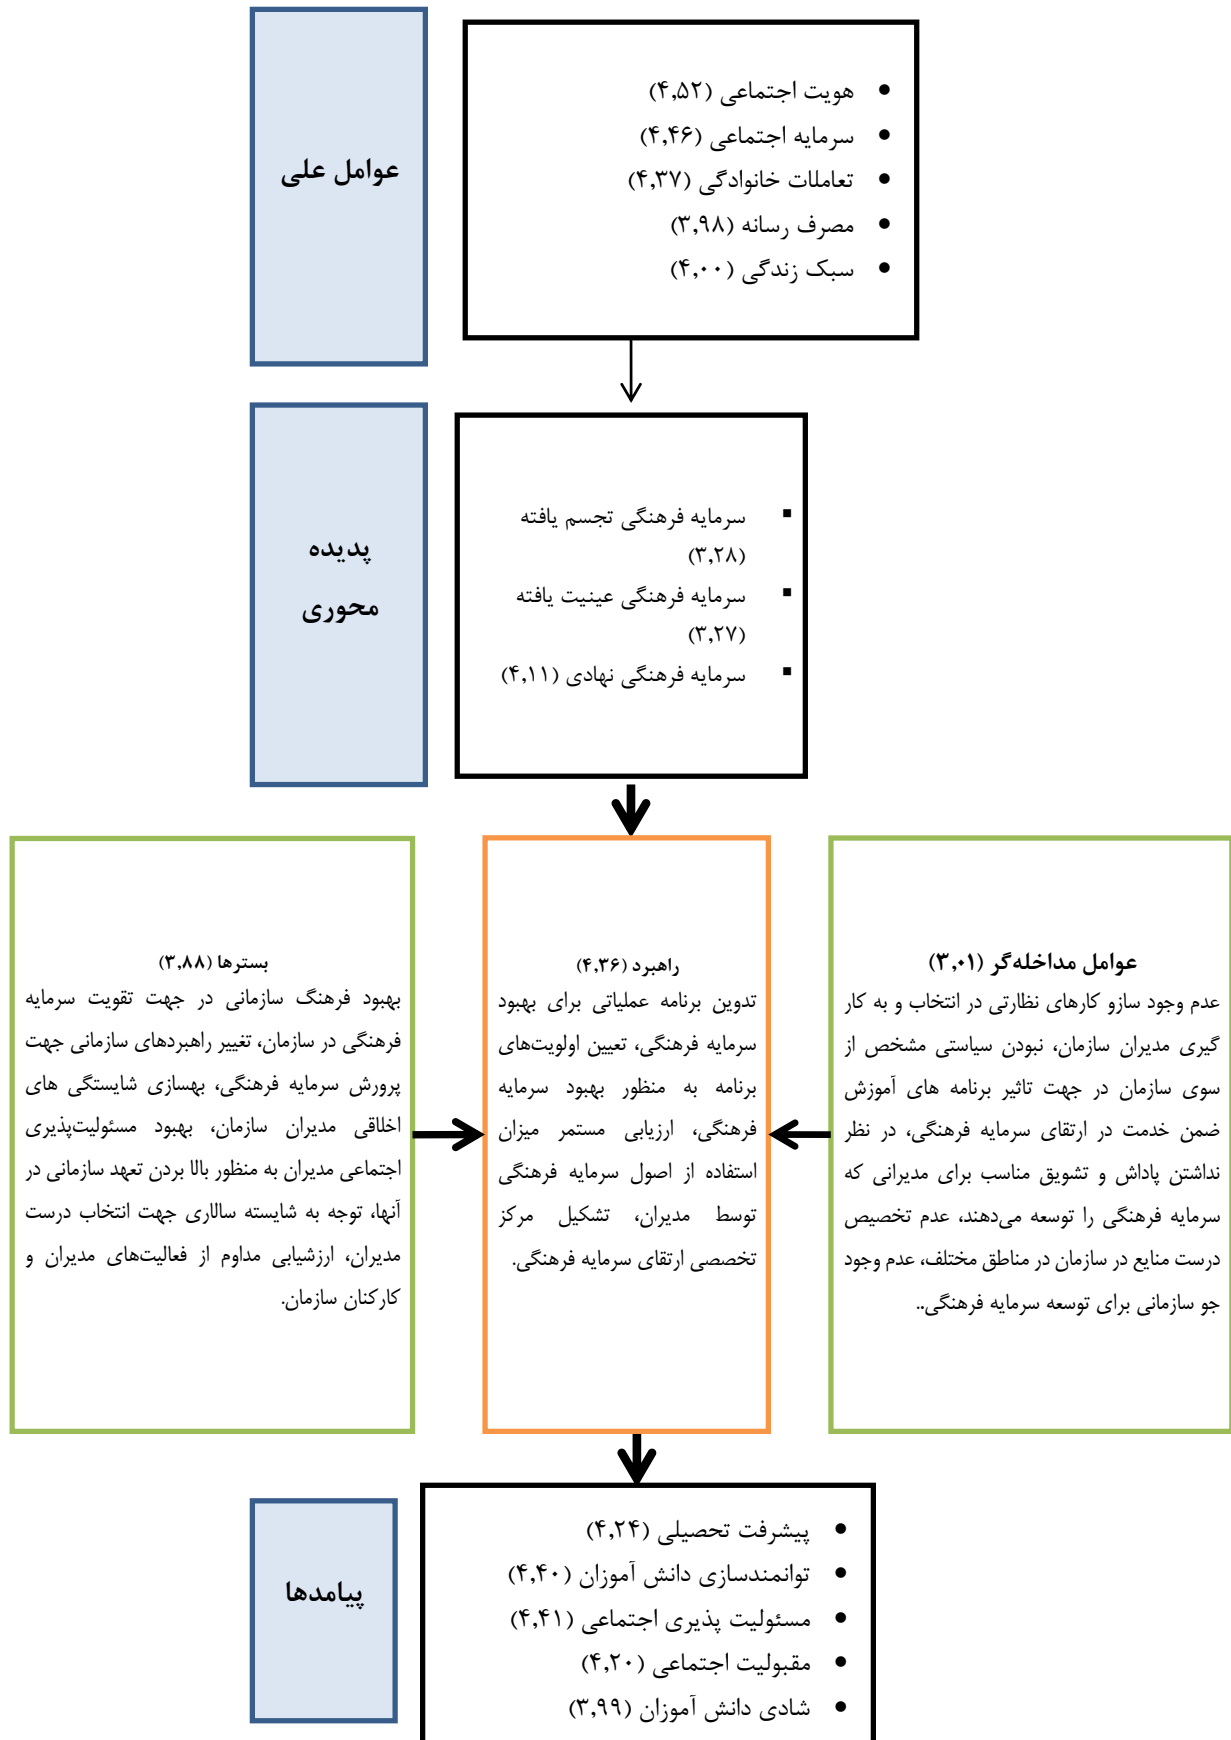 عوامل علی
هویت اجتماعی (۴,۵۲)
سرمایه اجتماعی (۴,۴۶)
تعاملات خانوادگی (۴,۳۷)
مصرف رسانه (۳,۹۸)
سبک زندگی (۴,۰۰)
پدیده
محوری
سرمایه فرهنگی تجسم یافته
(۳,۲۸)
سرمایه فرهنگی عینیت یافته
(۳,۲۷)
سرمایه فرهنگی نهادی (۴,۱۱)
عوامل مداخله‌گر (۳,۰۱)
عدم وجود سازو کارهای نظارتی در انتخاب و به کار
گیری مدیران سازمان، نبودن سیاستی مشخص از
سوی سازمان در جهت تاثیر برنامه های آموزش
ضمن خدمت در ارتقای سرمایه فرهنگی، در نظر
نداشتن پاداش و تشویق مناسب برای مدیرانی که
سرمایه فرهنگی را توسعه می‌دهند، عدم تخصیص
درست منابع در سازمان در مناطق مختلف، عدم وجود
جو سازمانی برای توسعه سرمایه فرهنگی..
راهبرد (۴,۳۶)
تدوین برنامه عملیاتی برای بهبود
سرمایه فرهنگی، تعیین اولویت‌های
برنامه به منظور بهبود سرمایه
فرهنگی، ارزیابی مستمر میزان
استفاده از اصول سرمایه فرهنگی
توسط مدیران، تشکیل مرکز
تخصصی ارتقای سرمایه فرهنگی.
بسترها (۳,۸۸)
بهبود فرهنگ سازمانی در جهت تقویت سرمایه
فرهنگی در سازمان، تغییر راهبردهای سازمانی جهت
پرورش سرمایه فرهنگی، بهسازی شایستگی های
اخلاقی مدیران سازمان، بهبود مسئولیت‌پذیری
اجتماعی مدیران به منظور بالا بردن تعهد سازمانی در
آنها، توجه به شایسته سالاری جهت انتخاب درست
مدیران، ارزشیابی مداوم از فعالیت‌های مدیران و
کارکنان سازمان.
پیامدها
پیشرفت تحصیلی (۴,۲۴)
توانمندسازی دانش آموزان (۴,۴۰)
مسئولیت پذیری اجتماعی (۴,۴۱)
مقبولیت اجتماعی (۴,۲۰)
شادی دانش آموزان (۳,۹۹)